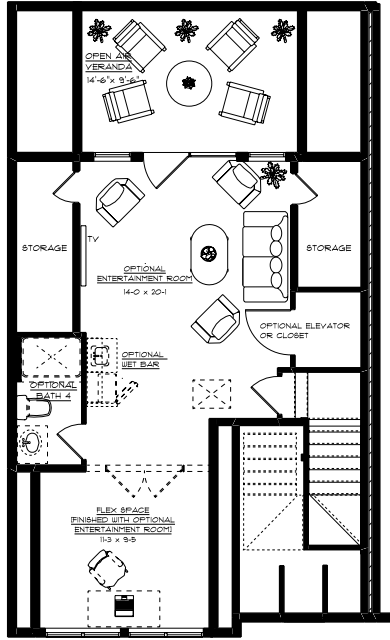 OPEN AIR
VERANDA
14'-6" x 9'-6"
STORAGE
TV
STORAGE
OPTIONAL
ENTERTAINMENT ROOM
14-0 x 20-1
OPTIONAL ELEVATOR
OR CLOSET
OPTIONAL
WET BAR
OPTIONAL
BATH 4
FLEX SPACE
[FINISHED WITH OPTIONAL
ENTERTAINMENT ROOM]
11-3 x 9-5